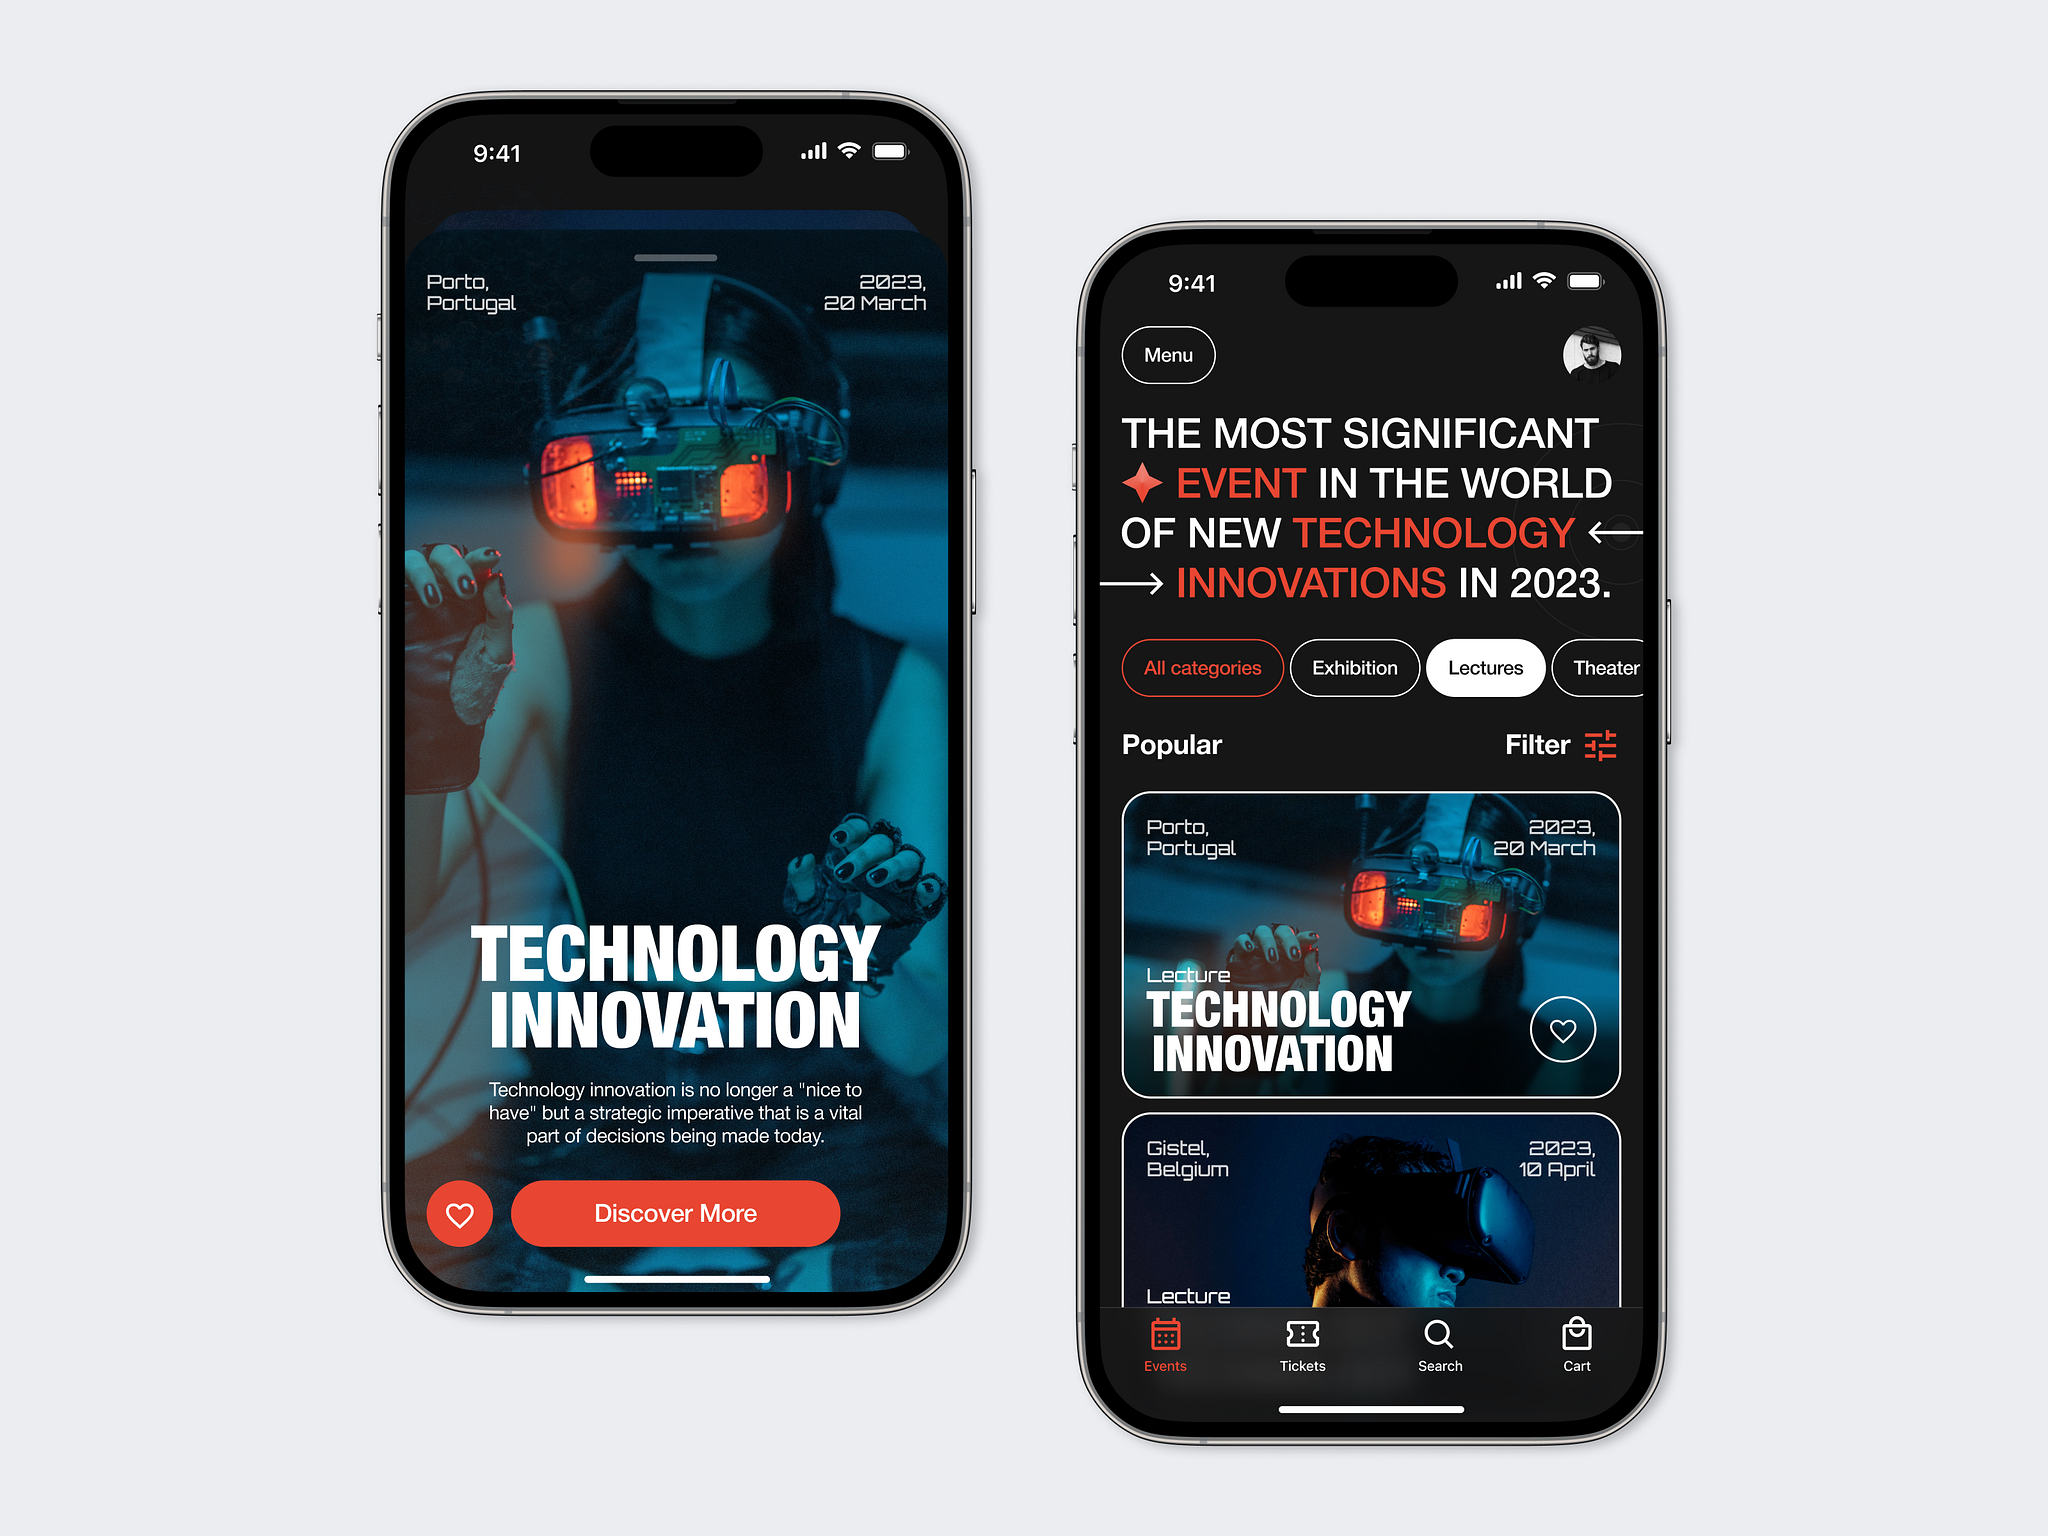 9:41
Porto,
Portugal
2023,
20 March
TECHNOLOGY
INNOVATION
Technology innovation is no longer a "nice to
have" but a strategic imperative that is a vital
part of decisions being made today.
Discover More
9:41
Menu
THE MOST SIGNIFICANT
EVENT IN THE WORLD
OF NEW TECHNOLOGY
INNOVATIONS IN 2023.
All categories
Exhibition
Lectures
Theater
Popular
Filter
Porto,
Portugal
2023,
20 March
Lecture
TECHNOLOGY
INNOVATION
Gistel,
Belgium
2023,
10 April
Lecture
Events
Tickets
Search
Cart